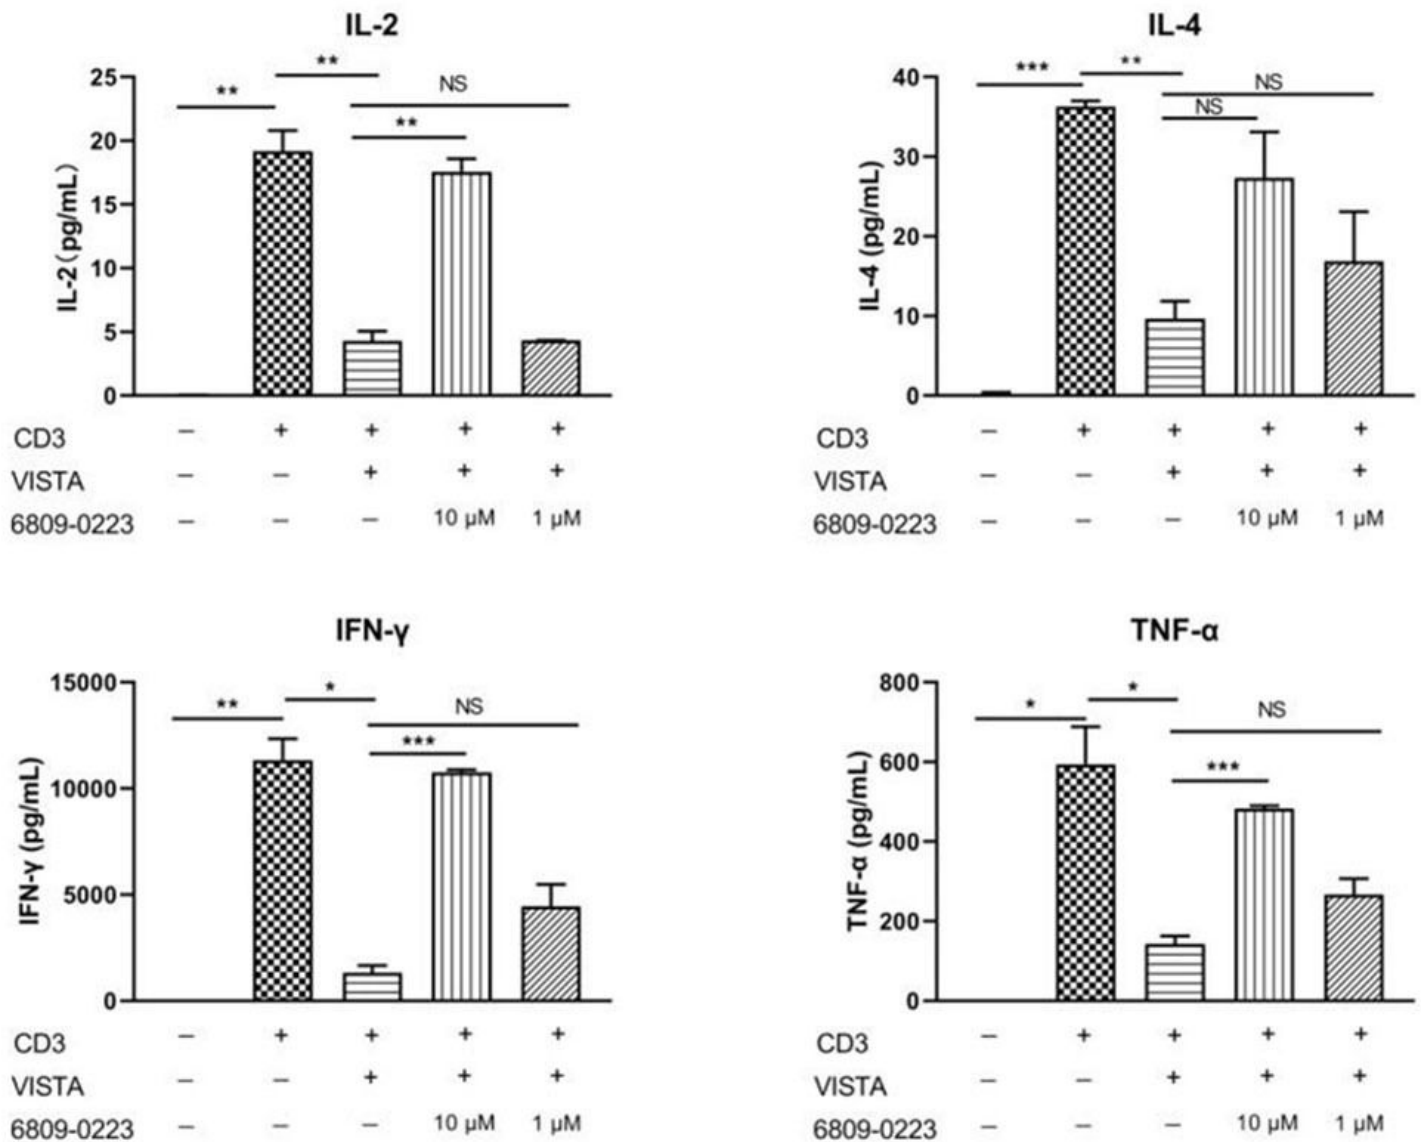 IL-2
** ** NS **
25
20
15
10
5
0
IL-2(pg/mL)
CD3 – + + + +
VISTA – – + + +
6809-0223 – – – 10 μM 1 μM
IL-4
*** ** NS NS
40
30
20
10
0
IL-4 (pg/mL)
CD3 – + + + +
VISTA – – + + +
6809-0223 – – – 10 μM 1 μM
IFN-γ
** * NS ***
15000
10000
5000
0
IFN-γ (pg/mL)
CD3 – + + + +
VISTA – – + + +
6809-0223 – – – 10 μM 1 μM
TNF-α
* * NS ***
800
600
400
200
0
TNF-α (pg/mL)
CD3 – + + + +
VISTA – – + + +
6809-0223 – – – 10 μM 1 μM